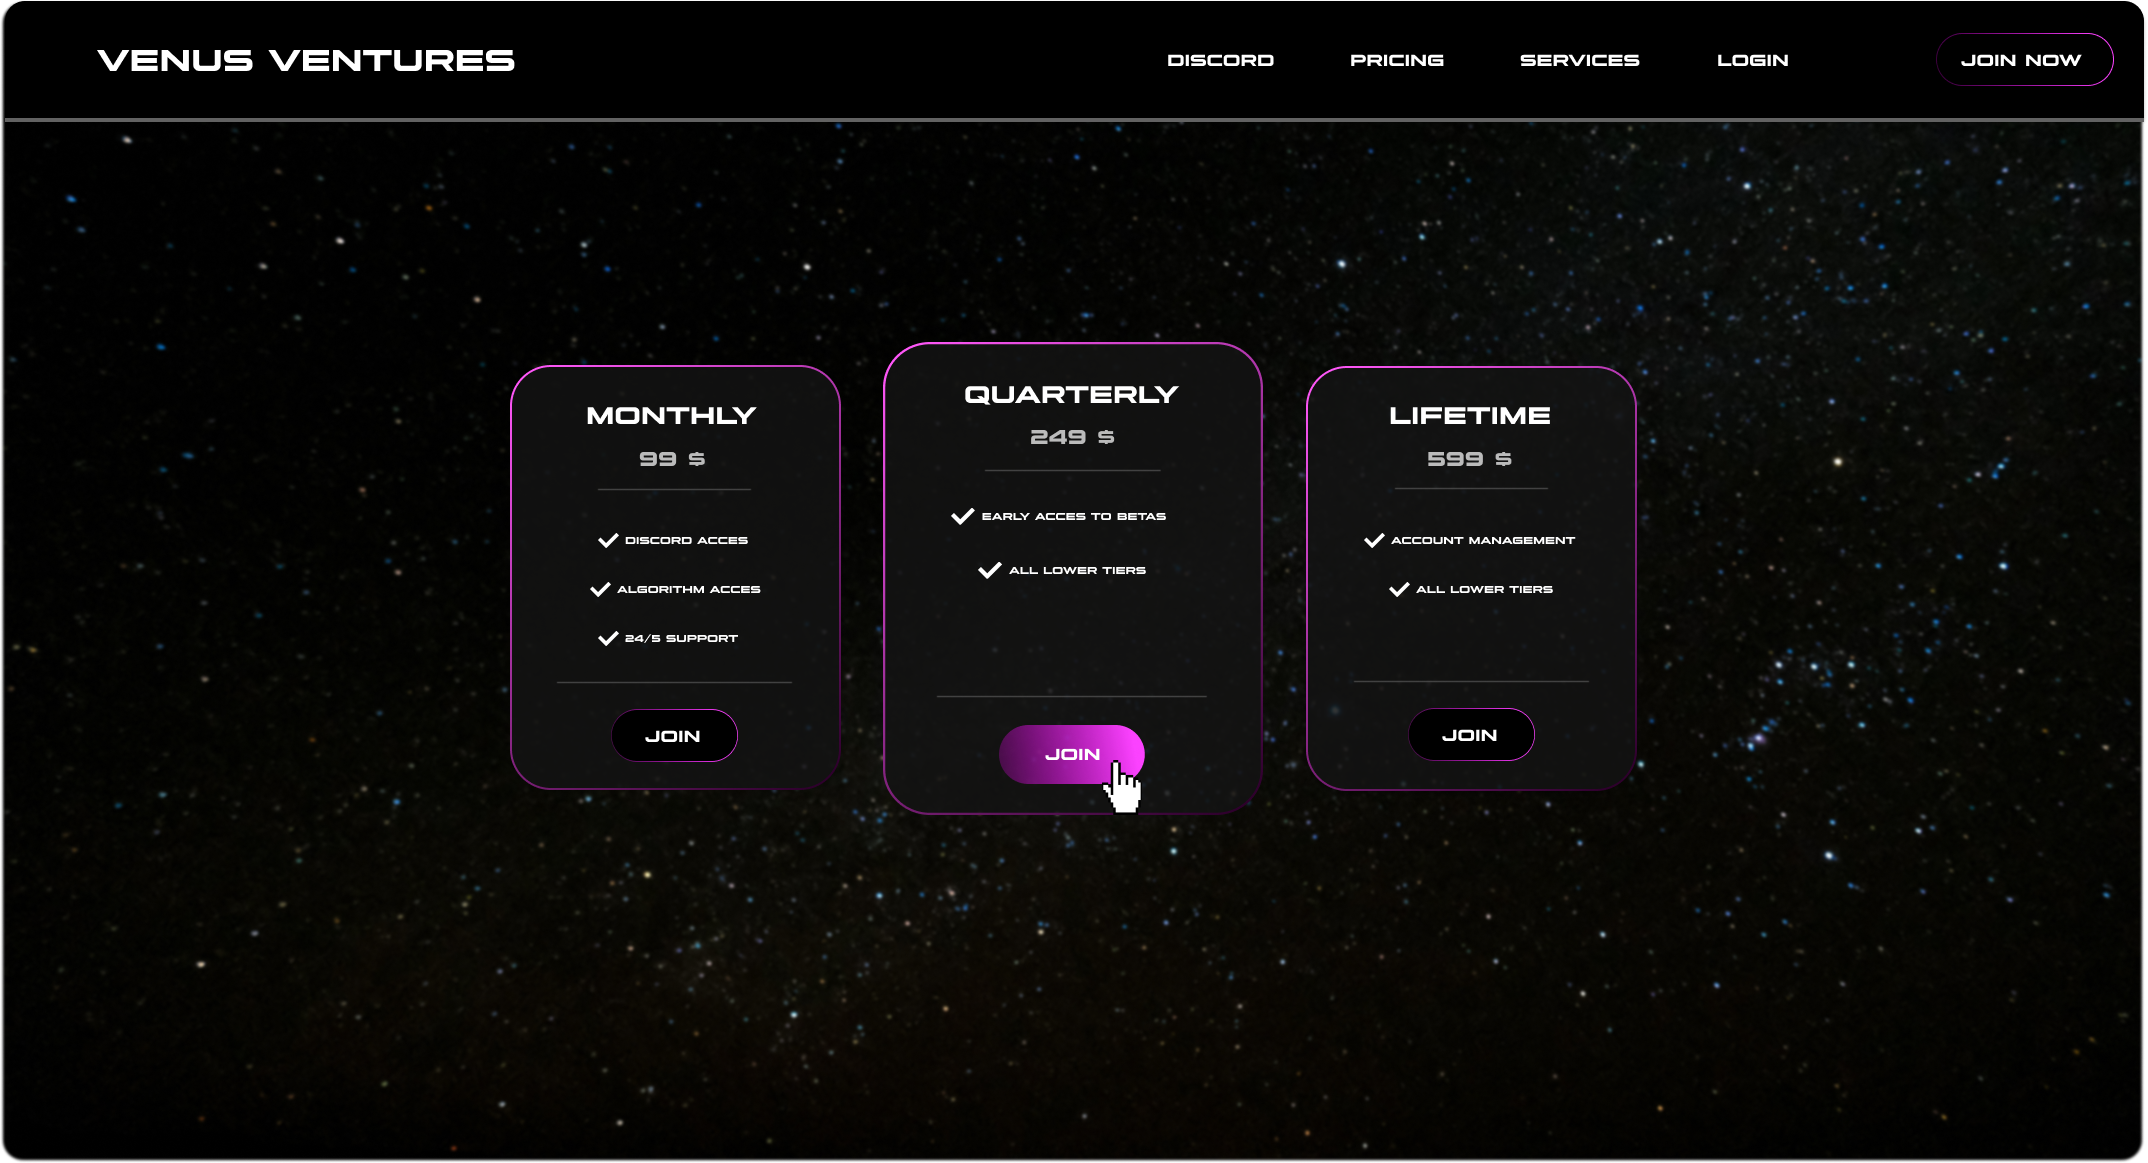 VENUS VENTURES
DISCORD
PRICING
SERVICES
LOGIN
JOIN NOW
MONTHLY
99 $
DISCORD ACCES
ALGORITHM ACCES
24/5 SUPPORT
JOIN
QUARTERLY
249 $
EARLY ACCES TO BETAS
ALL LOWER TIERS
JOIN
LIFETIME
599 $
ACCOUNT MANAGEMENT
ALL LOWER TIERS
JOIN